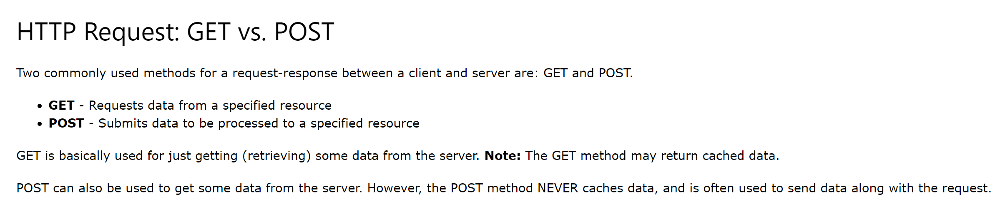 HTTP Request: GET vs. POST
Two commonly used methods for a request-response between a client and server are: GET and POST.
• GET - Requests data from a specified resource
• POST - Submits data to be processed to a specified resource
GET is basically used for just getting (retrieving) some data from the server. Note: The GET method may return cached data.
POST can also be used to get some data from the server. However, the POST method NEVER caches data, and is often used to send data along with the request.